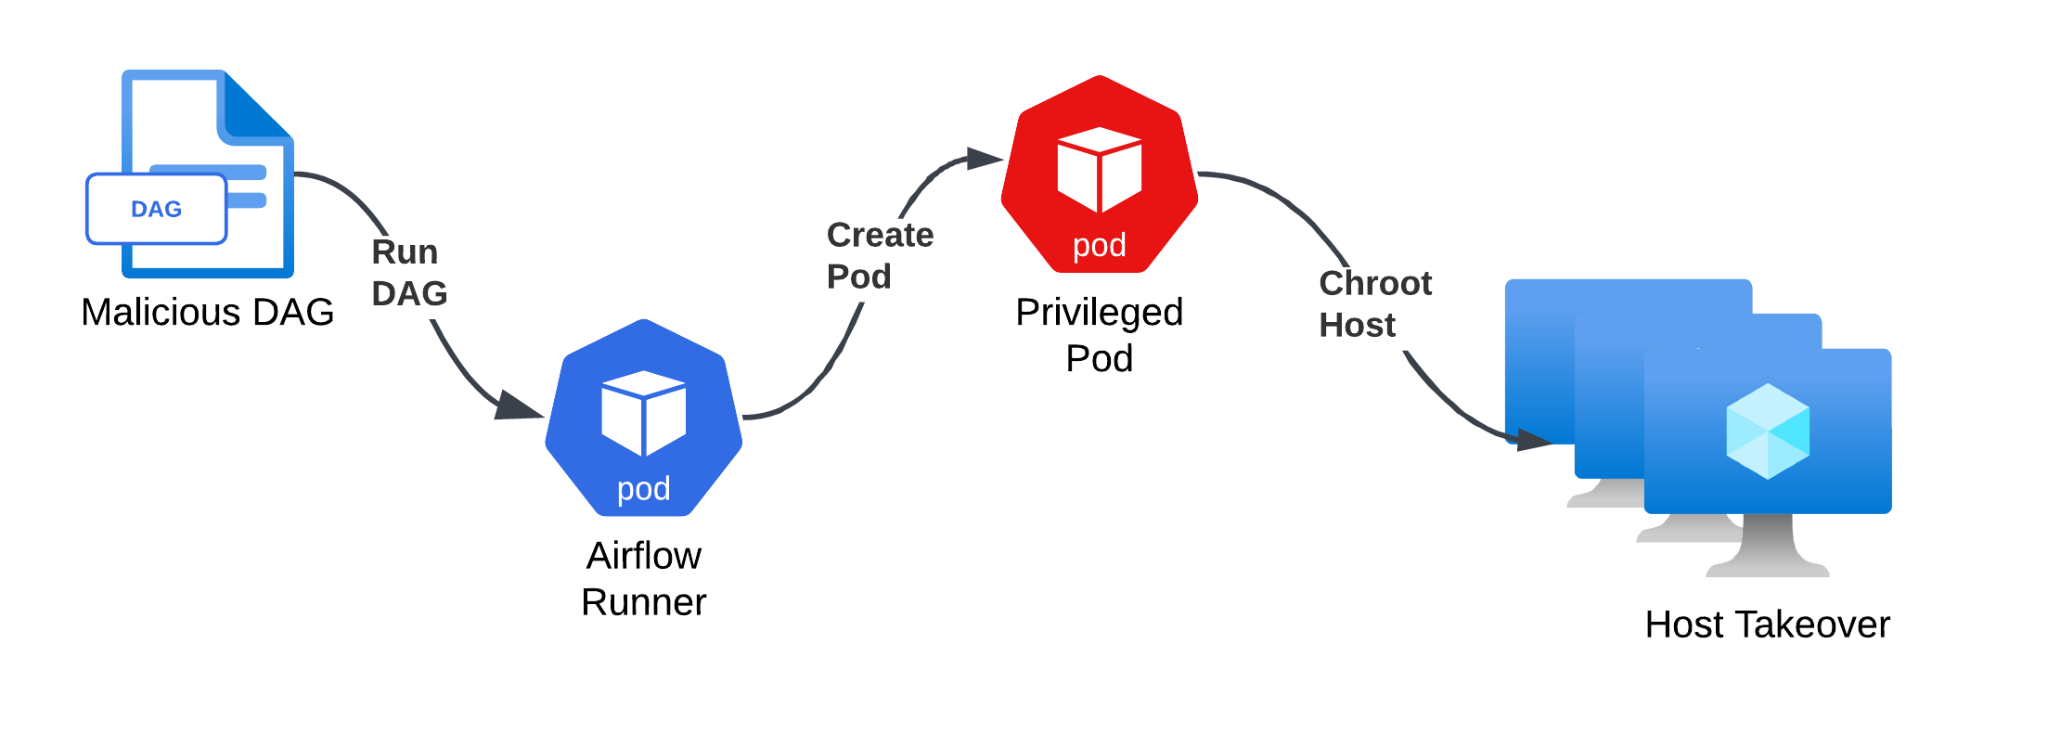 DAG
Malicious DAG
Run
DAG
pod
Airflow
Runner
Create
Pod
pod
Privileged
Pod
Chroot
Host
Host Takeover